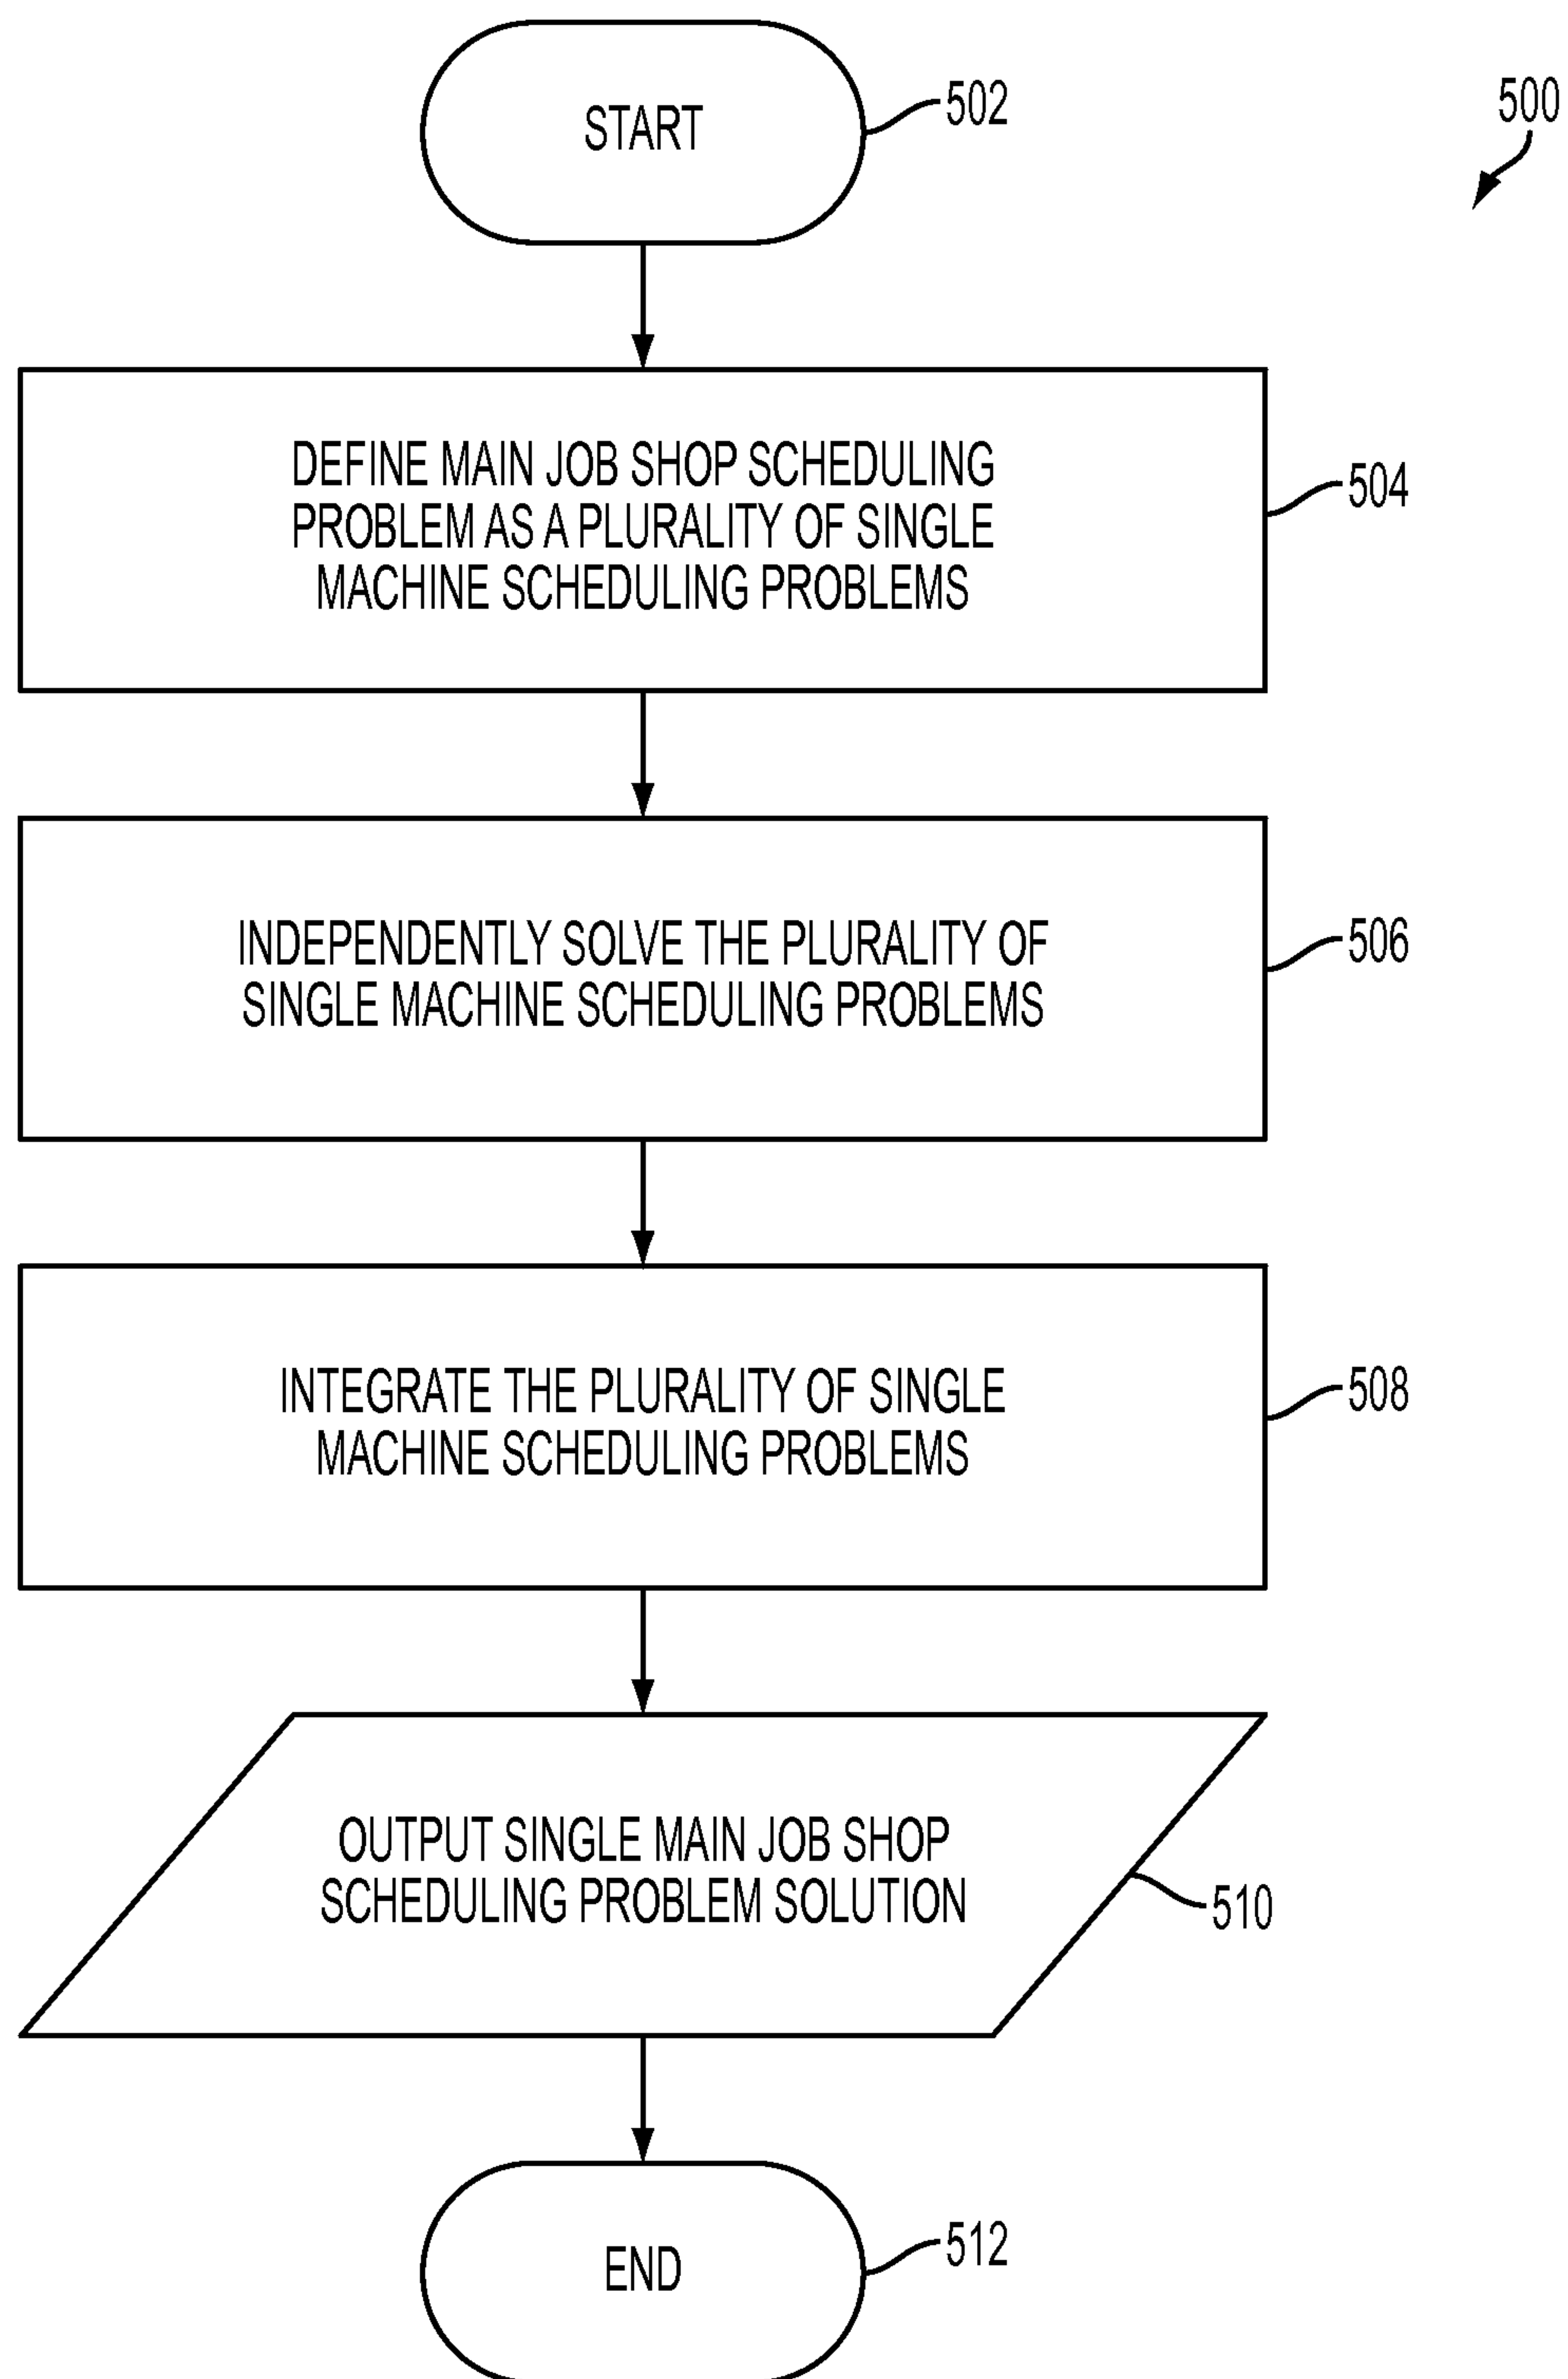 START
502
500
DEFINE MAIN JOB SHOP SCHEDULING
PROBLEM AS A PLURALITY OF SINGLE
MACHINE SCHEDULING PROBLEMS
504
INDEPENDENTLY SOLVE THE PLURALITY OF
SINGLE MACHINE SCHEDULING PROBLEMS
506
INTEGRATE THE PLURALITY OF SINGLE
MACHINE SCHEDULING PROBLEMS
508
OUTPUT SINGLE MAIN JOB SHOP
SCHEDULING PROBLEM SOLUTION
510
END
512